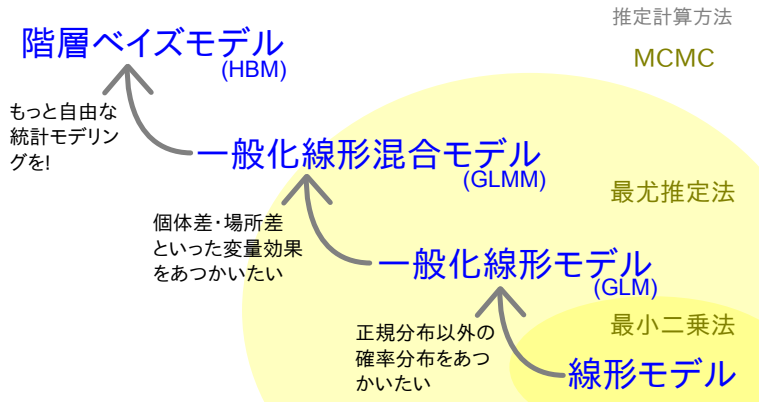 推定計算方法
階層ベイズモデル
(HBM)
MCMC
もっと自由な
統計モデリン
グを!
一般化線形混合モデル
(GLMM)
最尤推定法
個体差・場所差
といった変量効果
をあつかいたい
一般化線形モデル
(GLM)
最小二乗法
正規分布以外の
確率分布をあつ
かいたい
線形モデル